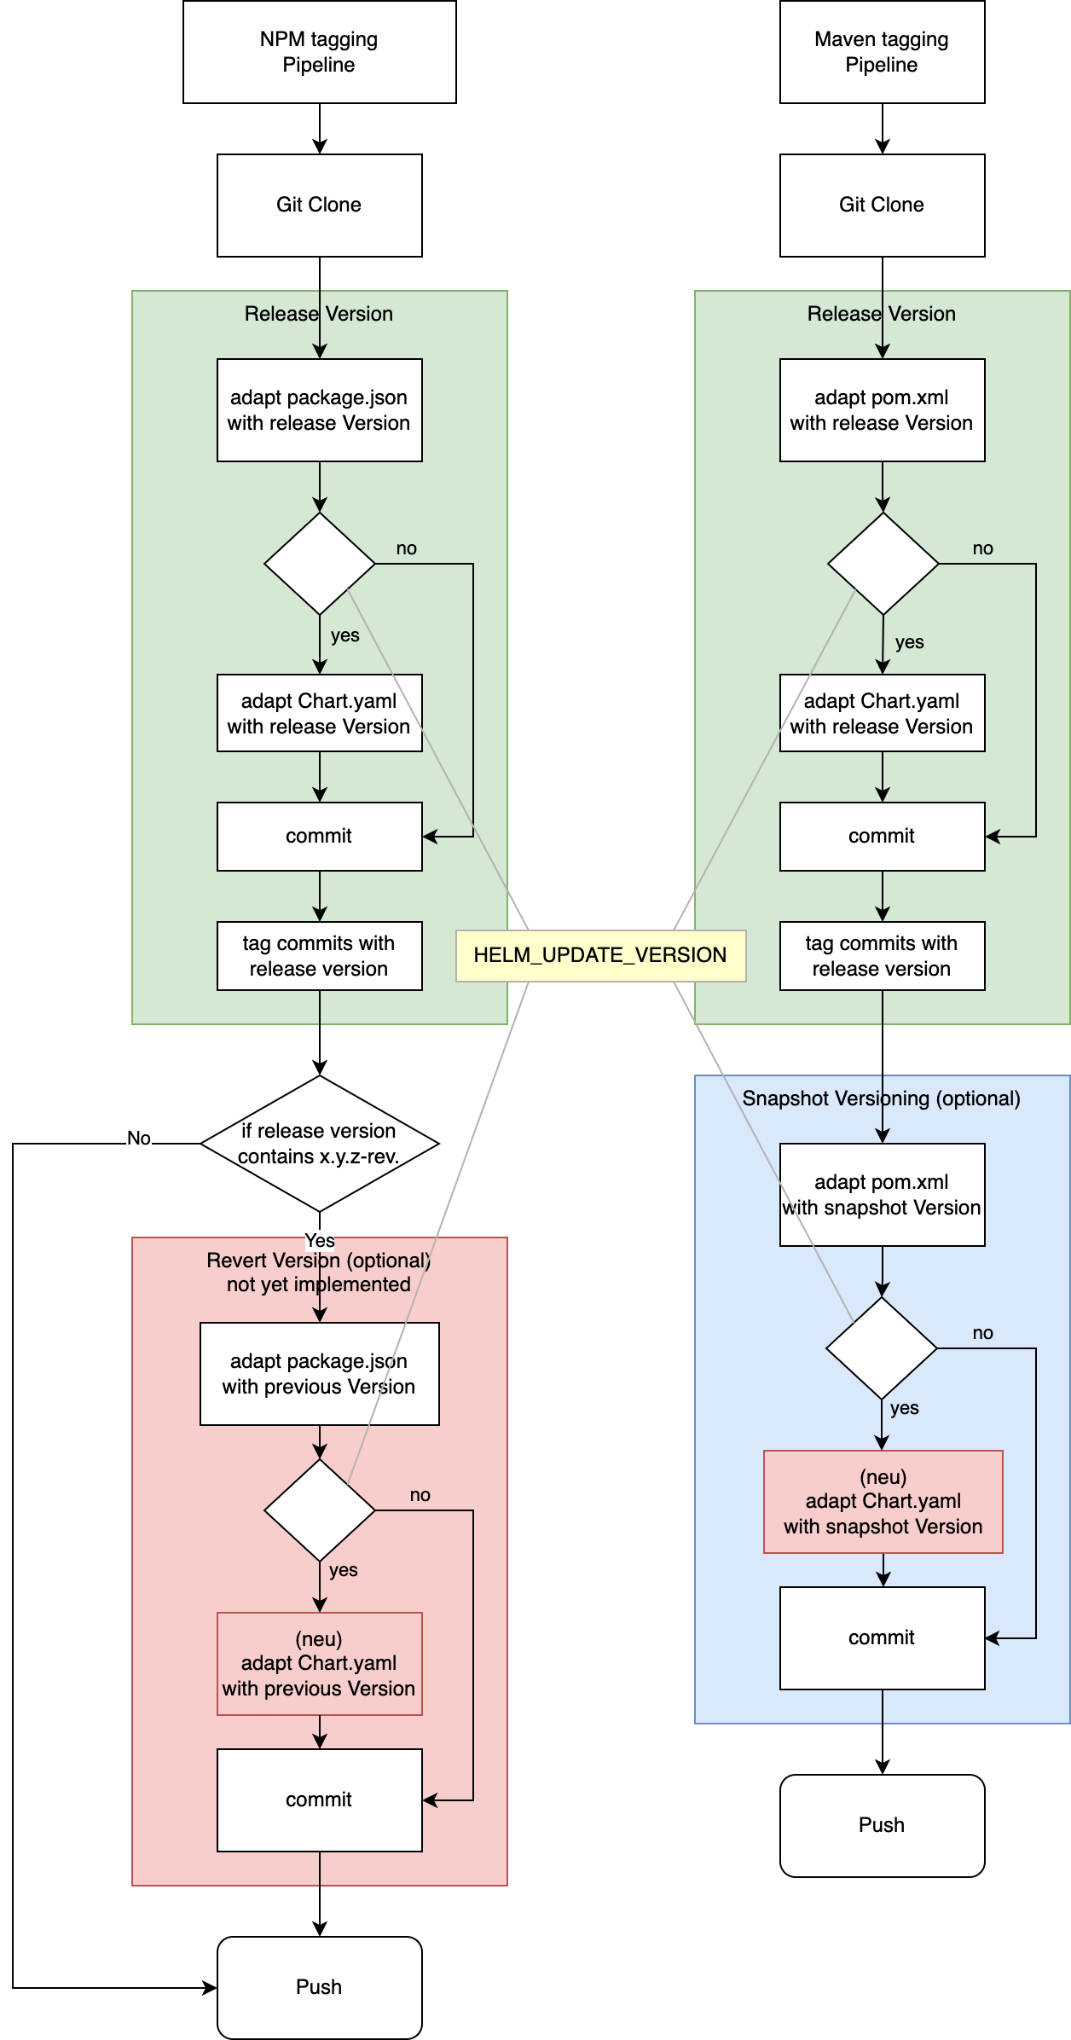 NPM tagging
Pipeline
Git Clone
Release Version
adapt package.json
with release Version
no
yes
adapt Chart.yaml
with release Version
commit
tag commits with
release version
if release version
contains x.y.z-rev.
No
Yes
Revert Version (optional)
not yet implemented
adapt package.json
with previous Version
no
yes
(neu)
adapt Chart.yaml
with previous Version
commit
Push
HELM_UPDATE_VERSION
Maven tagging
Pipeline
Git Clone
Release Version
adapt pom.xml
with release Version
no
yes
adapt Chart.yaml
with release Version
commit
tag commits with
release version
Snapshot Versioning (optional)
adapt pom.xml
with snapshot Version
no
yes
(neu)
adapt Chart.yaml
with snapshot Version
commit
Push